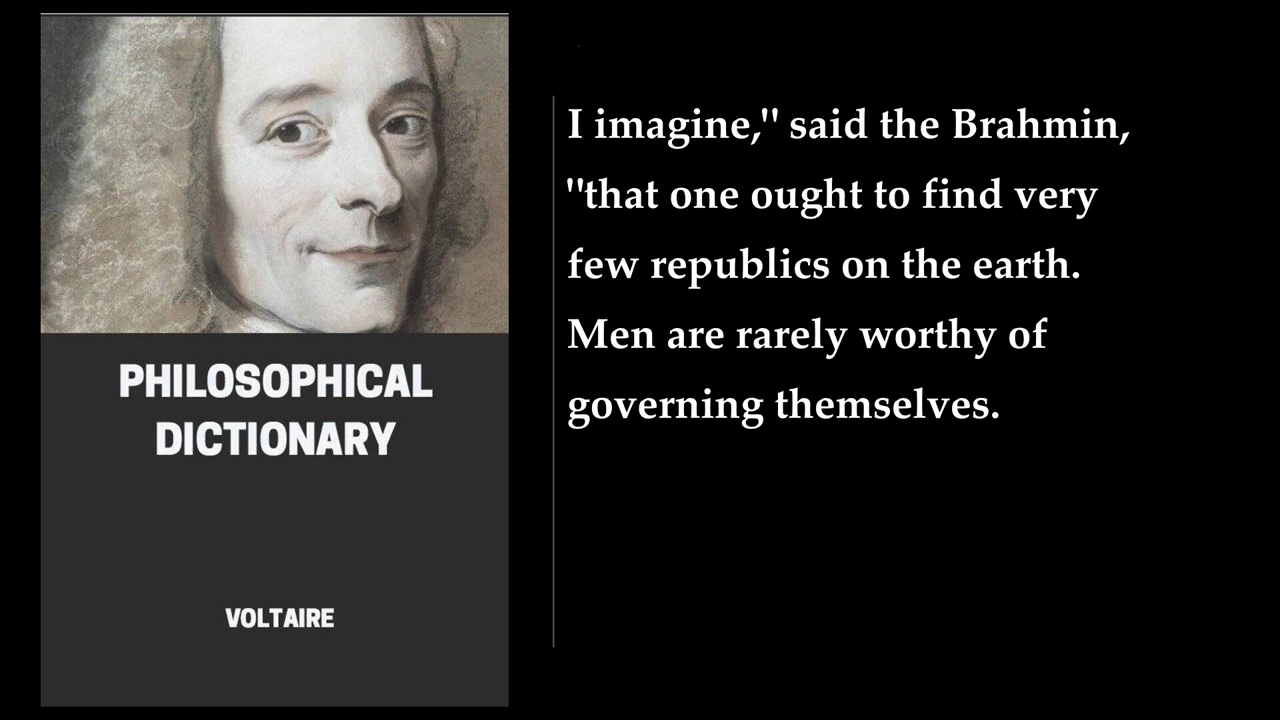 PHILOSOPHICAL
DICTIONARY
VOLTAIRE
I imagine," said the Brahmin,
"that one ought to find very
few republics on the earth.
Men are rarely worthy of
governing themselves.